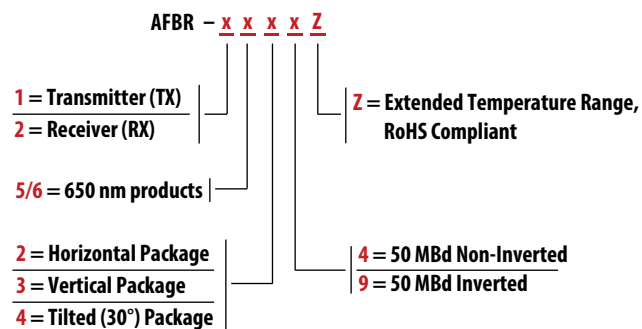 AFBR – x x x x Z
1 = Transmitter (TX)
2 = Receiver (RX)
5/6 = 650 nm products
2 = Horizontal Package
3 = Vertical Package
4 = Tilted (30°) Package
Z = Extended Temperature Range,
RoHS Compliant
4 = 50 MBd Non-Inverted
9 = 50 MBd Inverted